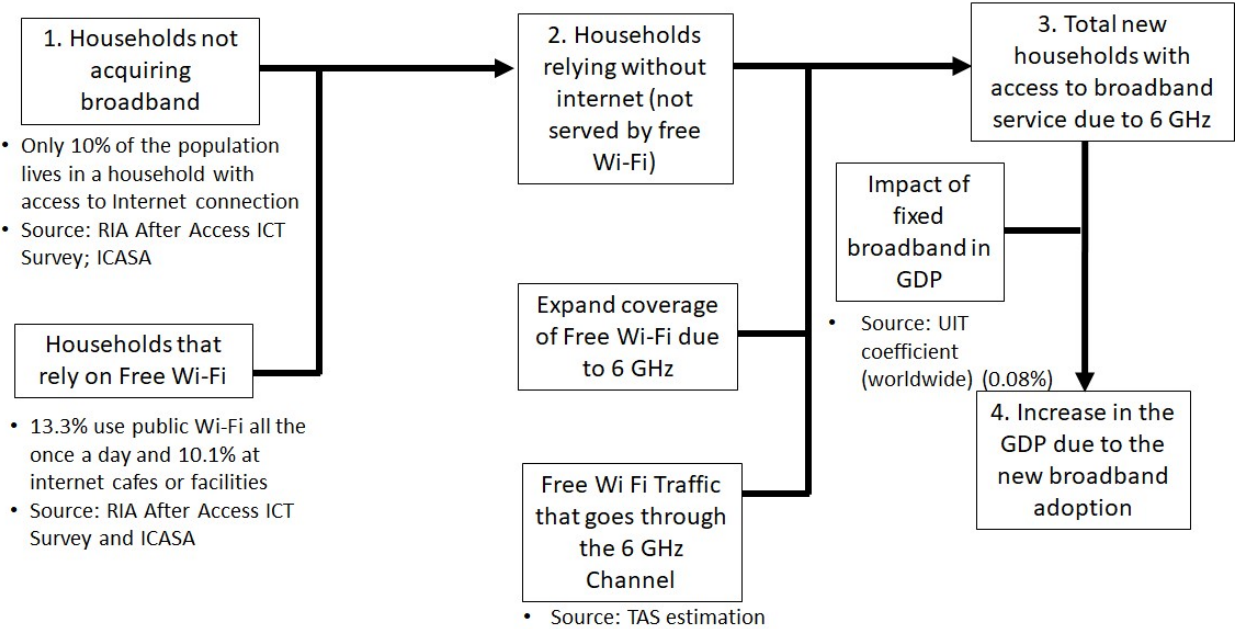 1. Households not
acquiring
broadband
• Only 10% of the population
lives in a household with
access to Internet connection
• Source: RIA After Access ICT
Survey; ICASA
Households that
rely on Free Wi-Fi
• 13.3% use public Wi-Fi all the
once a day and 10.1% at
internet cafes or facilities
• Source: RIA After Access ICT
Survey and ICASA
2. Households
relying without
internet (not
served by free
Wi-Fi)
Expand coverage
of Free Wi-Fi due
to 6 GHz
Free Wi Fi Traffic
that goes through
the 6 GHz
Channel
• Source: TAS estimation
3. Total new
households with
access to broadband
service due to 6 GHz
Impact of
fixed
broadband in
GDP
• Source: UIT
coefficient
(worldwide) (0.08%)
4. Increase in the
GDP due to the
new broadband
adoption